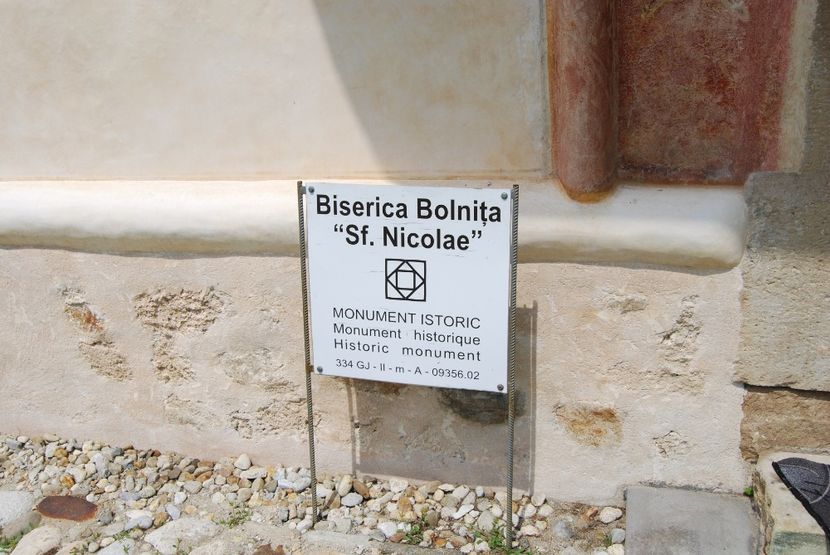 Biserica Bolnița
“Sf. Nicolae”
MONUMENT ISTORIC
Monument historique
Historic monument
334 GJ - II - m - A - 09356.02